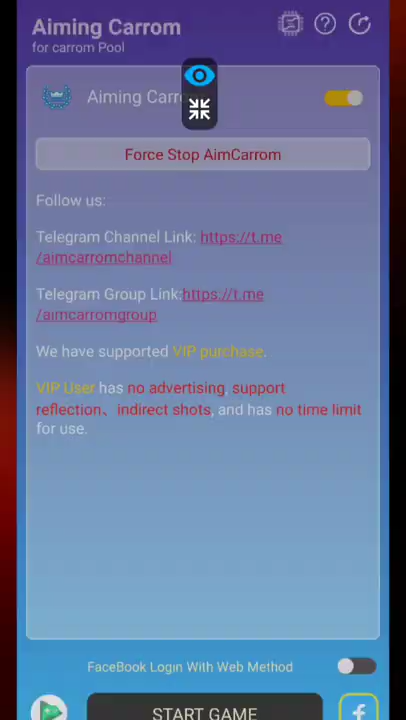 Aiming Carrom
for carrom Pool
Aiming Carr
Force Stop AimCarrom
Follow us:
Telegram Channel Link: https://t.me
/aimcarromchannel
Telegram Group Link:https://t.me
/aimcarromgroup
We have supported VIP purchase.
VIP User has no advertising, support
reflection、indirect shots, and has no time limit
for use.
FaceBook Login With Web Method
START GAME